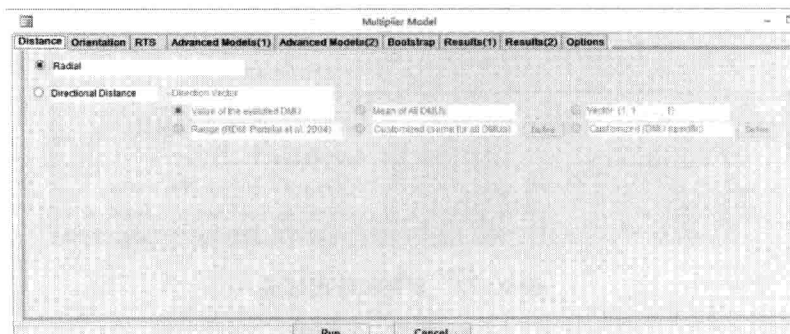 Multiplier Model
Distance Orientation RTS Advanced Models(1) Advanced Models(2) Bootstrap Results(1) Results(2) Options
Radial
Directional Distance
Direction Vector
Value of the evaluated DMU
Mean of All DMUs
Vector (1, 1 . . . 1)
Range (RDM, Portela et al. 2004)
Customized (same for all DMUs)
Define
Customized (DMU specific)
Define
Run Cancel